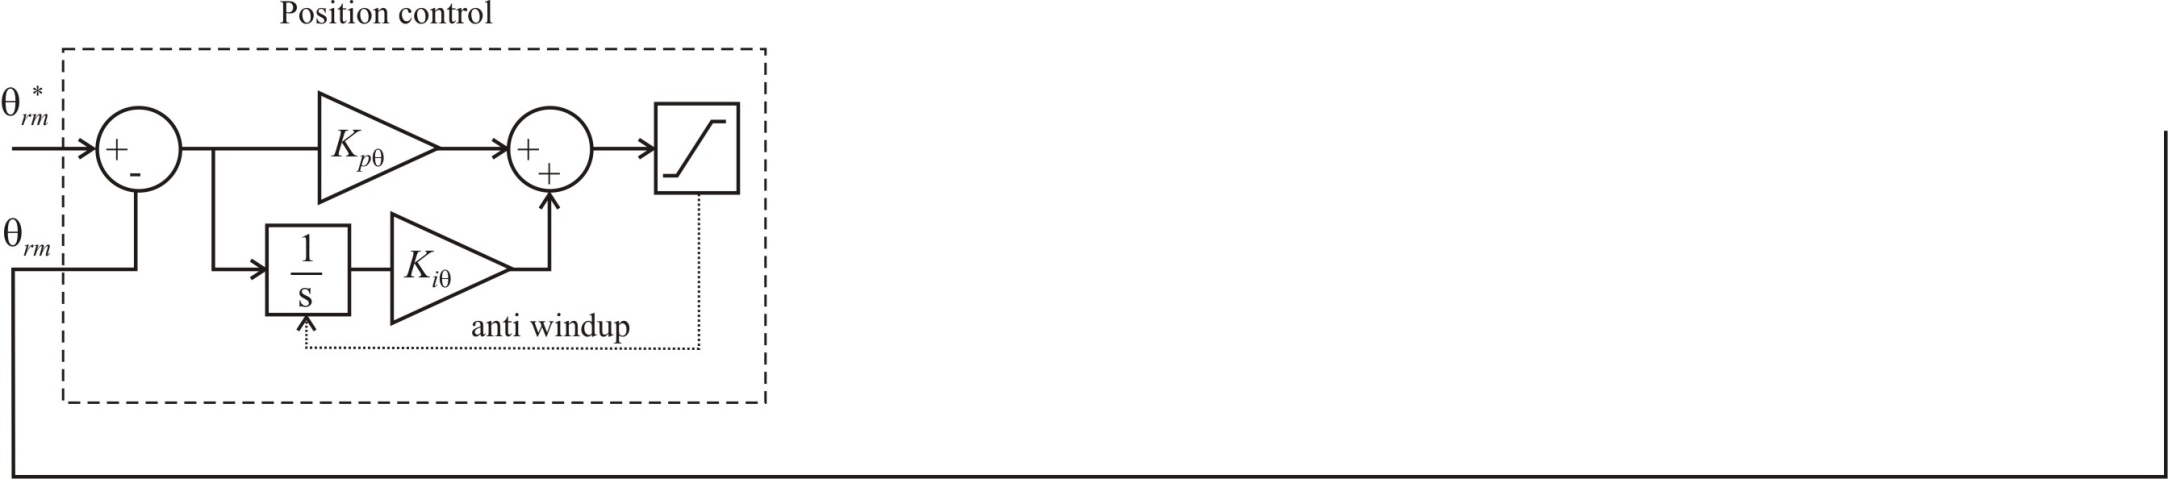 Position control
θ*rm
+
-
Kpθ
+
+
θrm
1
s
Kiθ
anti windup